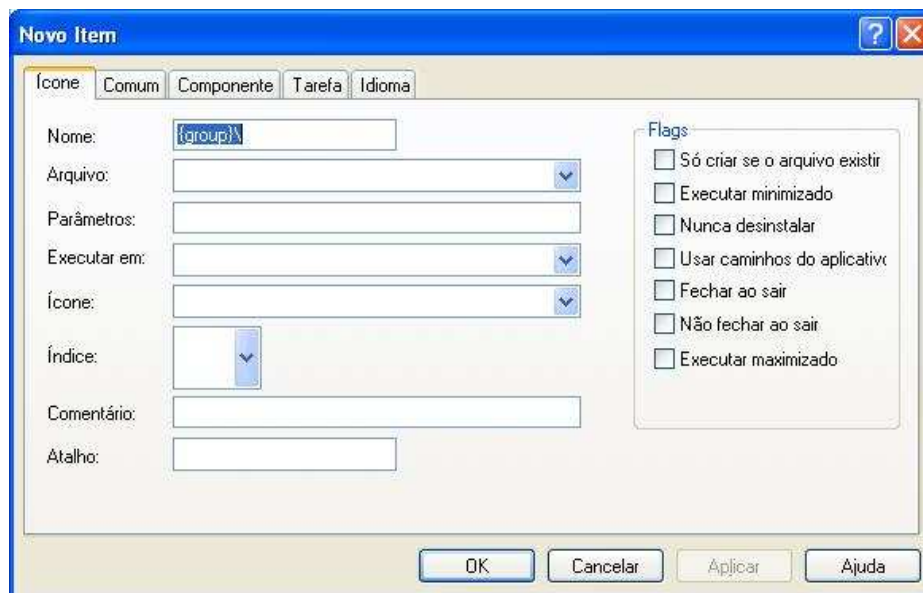 Novo Item
Ícone Comum Componente Tarefa Idioma
Nome: {group}\
Arquivo:
Parâmetros:
Executar em:
Ícone:
Índice:
Comentário:
Atalho:
Flags
Só criar se o arquivo existir
Executar minimizado
Nunca desinstalar
Usar caminhos do aplicativo
Fechar ao sair
Não fechar ao sair
Executar maximizado
OK Cancelar Aplicar Ajuda